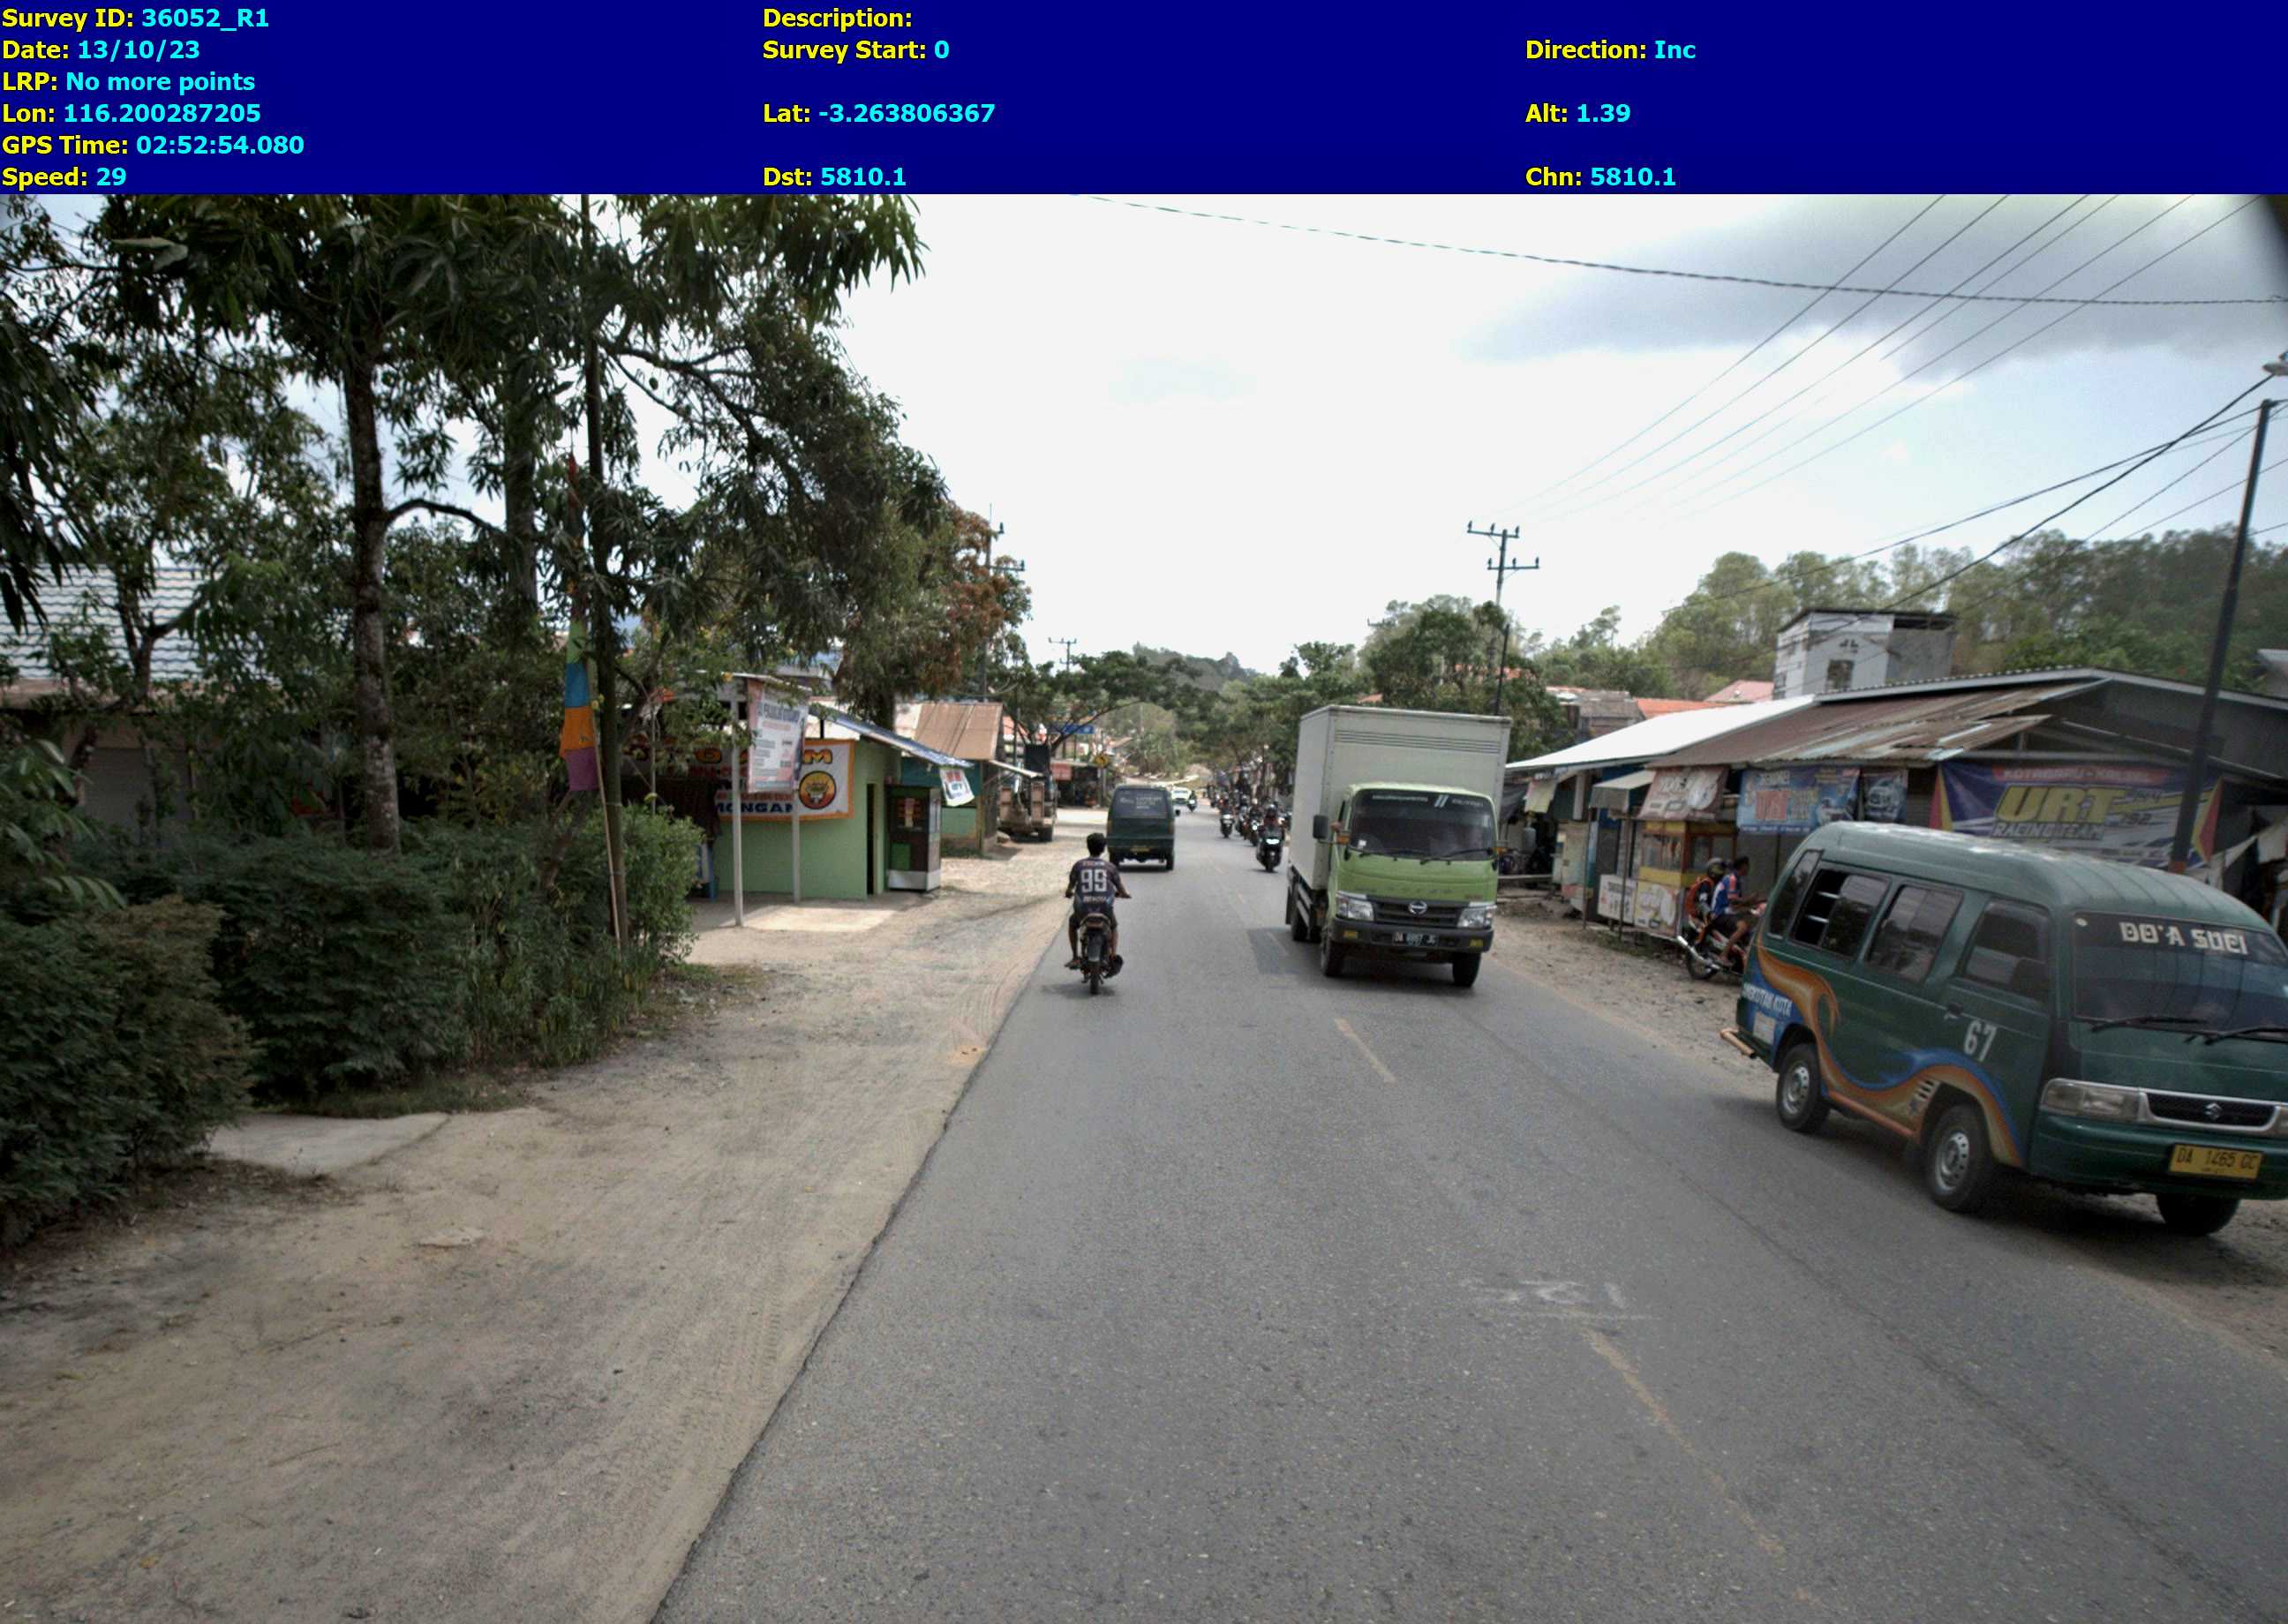 Survey ID: 36052_R1
Description:
Date: 13/10/23
Survey Start: 0
Direction: Inc
LRP: No more points
Lon: 116.200287205
Lat: -3.263806367
Alt: 1.39
GPS Time: 02:52:54.080
Speed: 29
Dst: 5810.1
Chn: 5810.1
99
URT
RACING TEAM
DO'A SUCI
67
DA 1465 GC